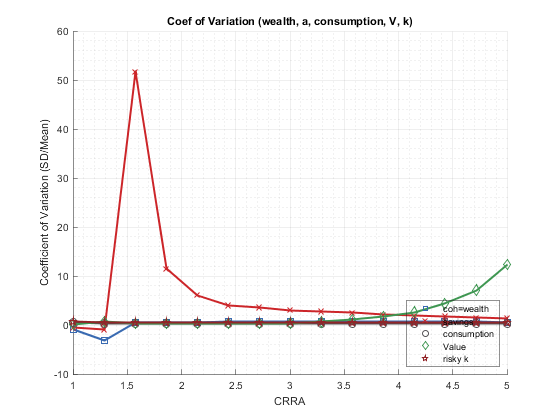 Coef of Variation (wealth, a, consumption, V, k)
60
50
40
30
20
10
0
-10
Coefficient of Variation (SD/Mean)
1
1.5
2
2.5
3
3.5
4
4.5
5
CRRA
coh=wealth
savings
consumption
Value
risky k